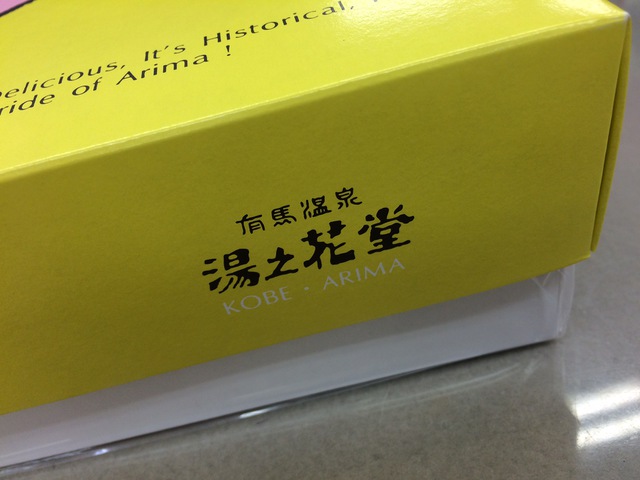 elicious, It's Historical,
ride of Arima !
有馬温泉
湯之花堂
KOBE・ARIMA